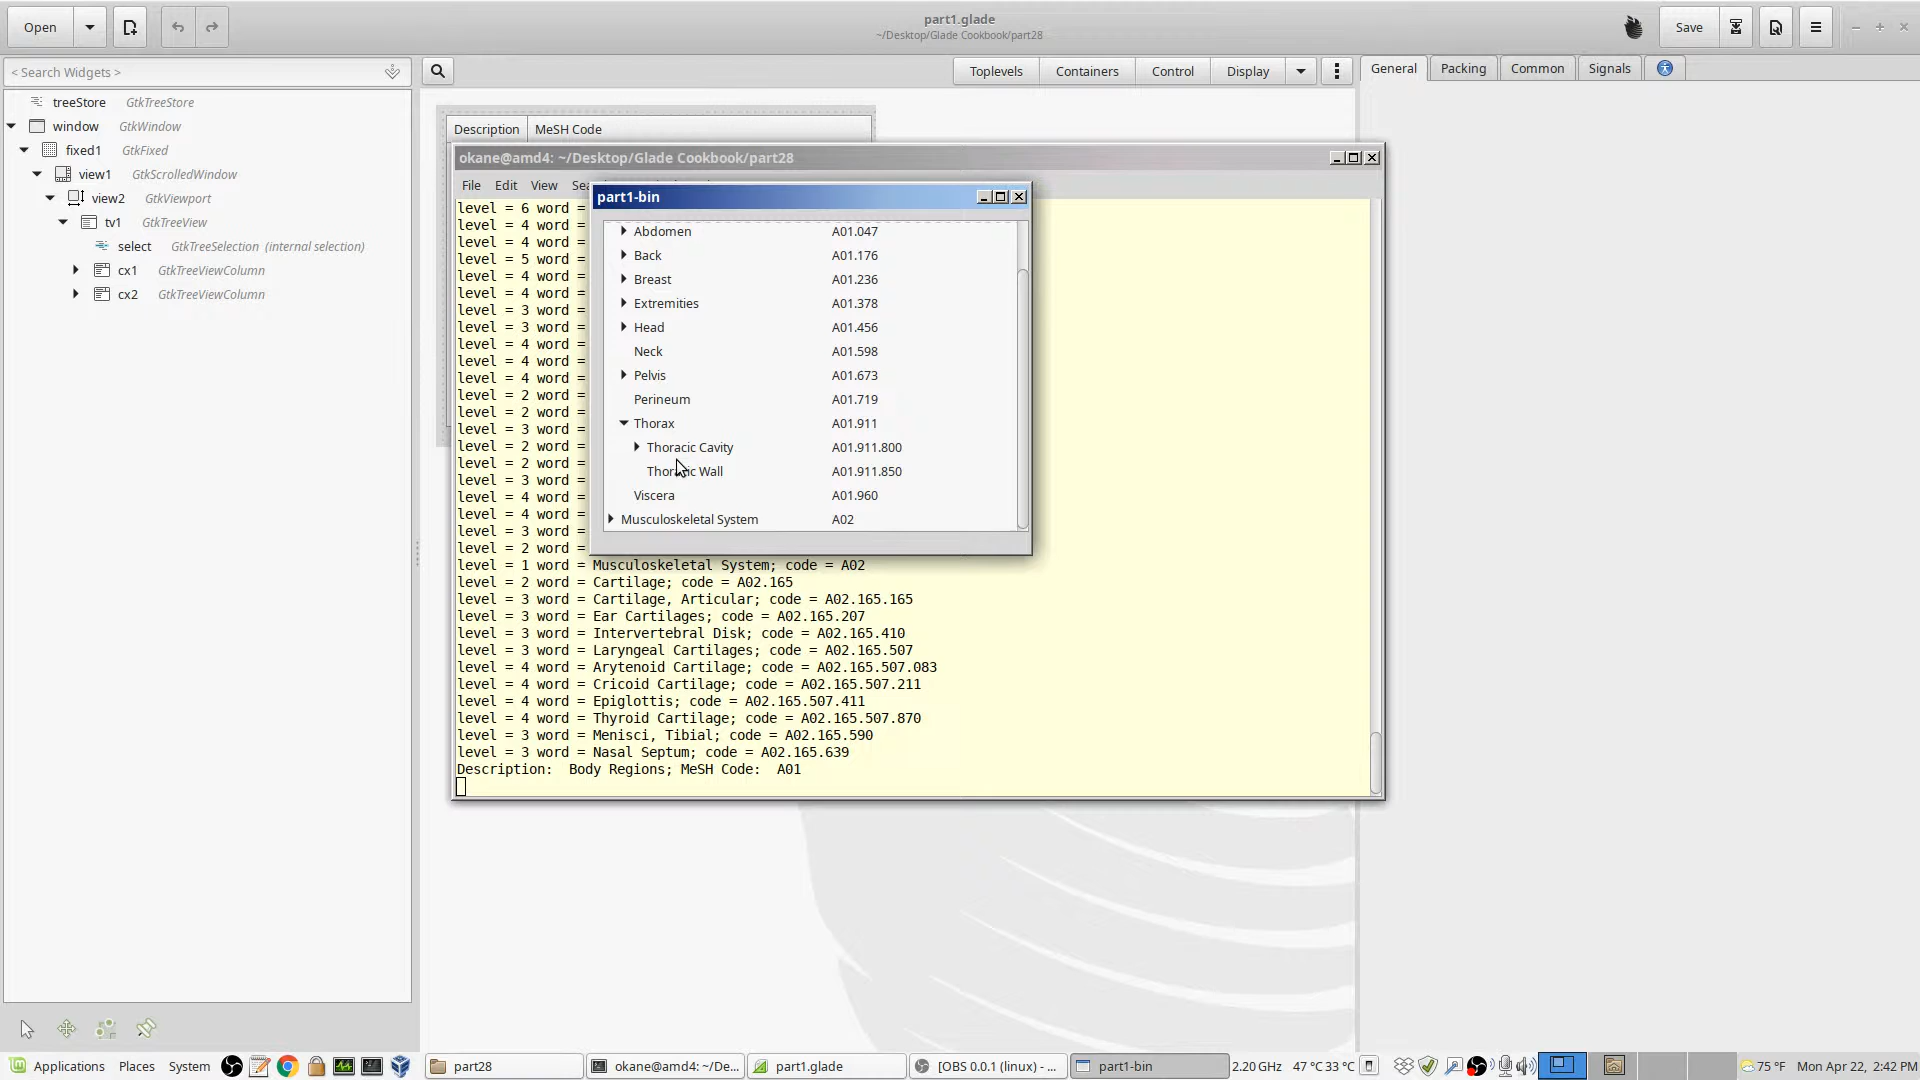 Open
part1.glade
~/Desktop/Glade Cookbook/part28
Save
< Search Widgets >
Toplevels Containers Control Display
General Packing Common Signals
treeStore GtkTreeStore
window GtkWindow
fixed1 GtkFixed
view1 GtkScrolledWindow
view2 GtkViewport
tv1 GtkTreeView
select GtkTreeSelection (internal selection)
cx1 GtkTreeViewColumn
cx2 GtkTreeViewColumn
Description MeSH Code
okane@amd4: ~/Desktop/Glade Cookbook/part28
File Edit View
part1-bin
Abdomen A01.047
Back A01.176
Breast A01.236
Extremities A01.378
Head A01.456
Neck A01.598
Pelvis A01.673
Perineum A01.719
Thorax A01.911
Thoracic Cavity A01.911.800
Thoracic Wall A01.911.850
Viscera A01.960
Musculoskeletal System A02
level = 6 word =
level = 4 word =
level = 4 word =
level = 5 word =
level = 4 word =
level = 4 word =
level = 3 word =
level = 3 word =
level = 4 word =
level = 4 word =
level = 4 word =
level = 2 word =
level = 2 word =
level = 3 word =
level = 2 word =
level = 2 word =
level = 3 word =
level = 4 word =
level = 4 word =
level = 3 word =
level = 2 word =
level = 1 word = Musculoskeletal System; code = A02
level = 2 word = Cartilage; code = A02.165
level = 3 word = Cartilage, Articular; code = A02.165.165
level = 3 word = Ear Cartilages; code = A02.165.207
level = 3 word = Intervertebral Disk; code = A02.165.410
level = 3 word = Laryngeal Cartilages; code = A02.165.507
level = 4 word = Arytenoid Cartilage; code = A02.165.507.083
level = 4 word = Cricoid Cartilage; code = A02.165.507.211
level = 4 word = Epiglottis; code = A02.165.507.411
level = 4 word = Thyroid Cartilage; code = A02.165.507.870
level = 3 word = Menisci, Tibial; code = A02.165.590
level = 3 word = Nasal Septum; code = A02.165.639
Description: Body Regions; MeSH Code: A01
Applications Places System
part28
okane@amd4: ~/De...
part1.glade
[OBS 0.0.1 (linux) - ...
part1-bin
2.20 GHz 47 °C 33 °C
75 °F Mon Apr 22, 2:42 PM